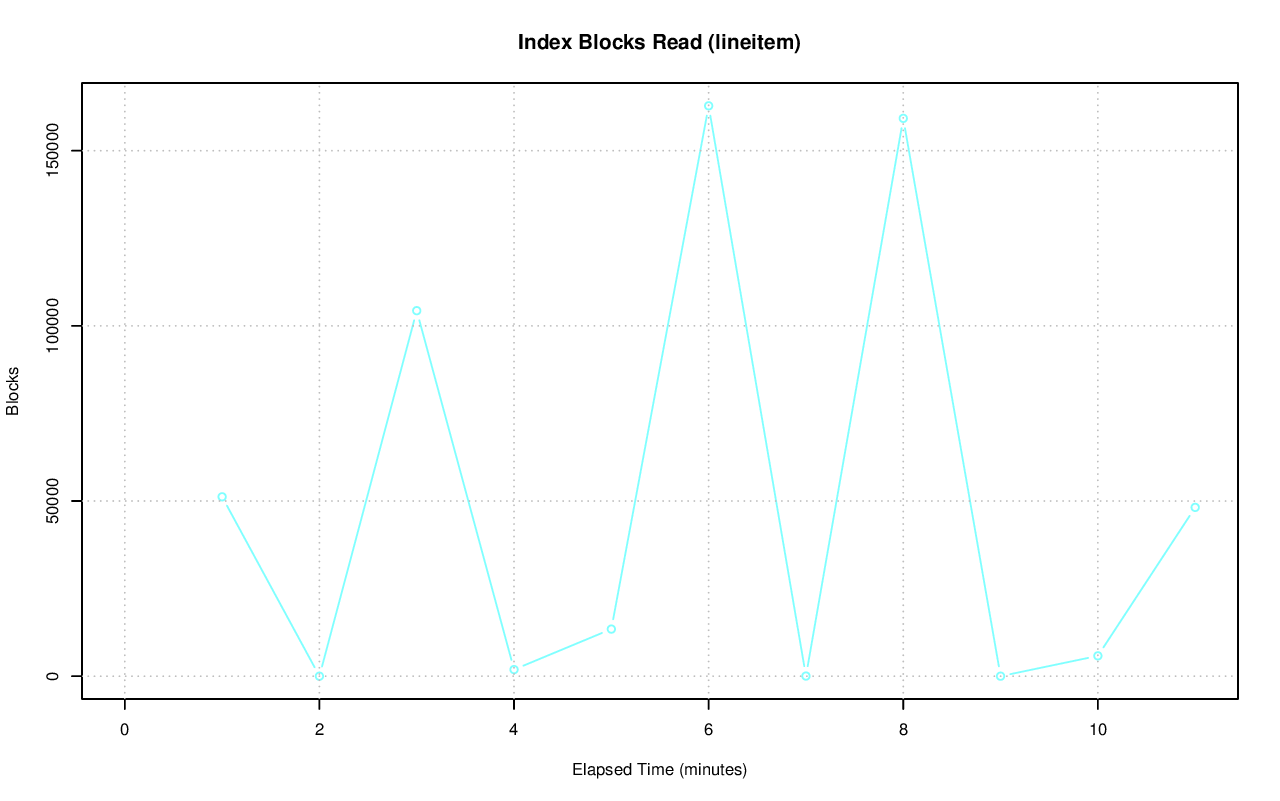 Index Blocks Read (lineitem)
150000
100000
50000
0
Blocks
0 2 4 6 8 10
Elapsed Time (minutes)